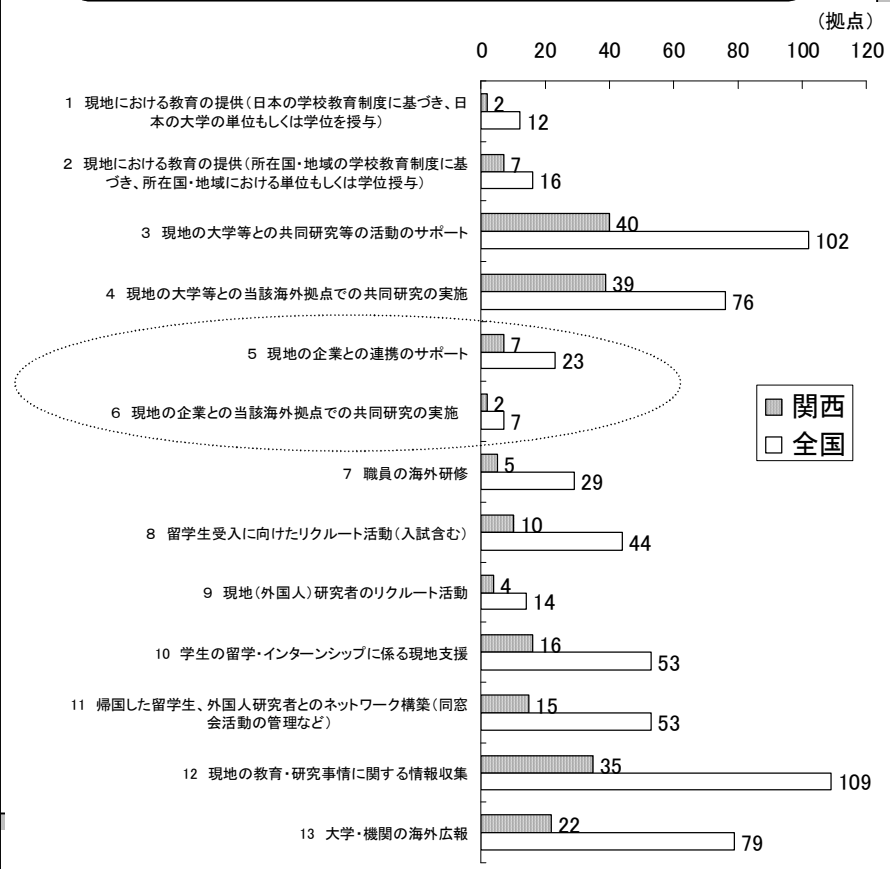 (拠点)
0 20 40 60 80 100 120
1 現地における教育の提供(日本の学校教育制度に基づき、日
本の大学の単位もしくは学位を授与)
2
12
2 現地における教育の提供(所在国・地域の学校教育制度に基
づき、所在国・地域における単位もしくは学位授与)
7
16
3 現地の大学等との共同研究等の活動のサポート
40
102
4 現地の大学等との当該海外拠点での共同研究の実施
39
76
5 現地の企業との連携のサポート
7
23
6 現地の企業との当該海外拠点での共同研究の実施
2
7
関西
全国
7 職員の海外研修
5
29
8 留学生受入に向けたリクルート活動(入試含む)
10
44
9 現地(外国人)研究者のリクルート活動
4
14
10 学生の留学・インターンシップに係る現地支援
16
53
11 帰国した留学生、外国人研究者とのネットワーク構築(同窓
会活動の管理など)
15
53
12 現地の教育・研究事情に関する情報収集
35
109
13 大学・機関の海外広報
22
79